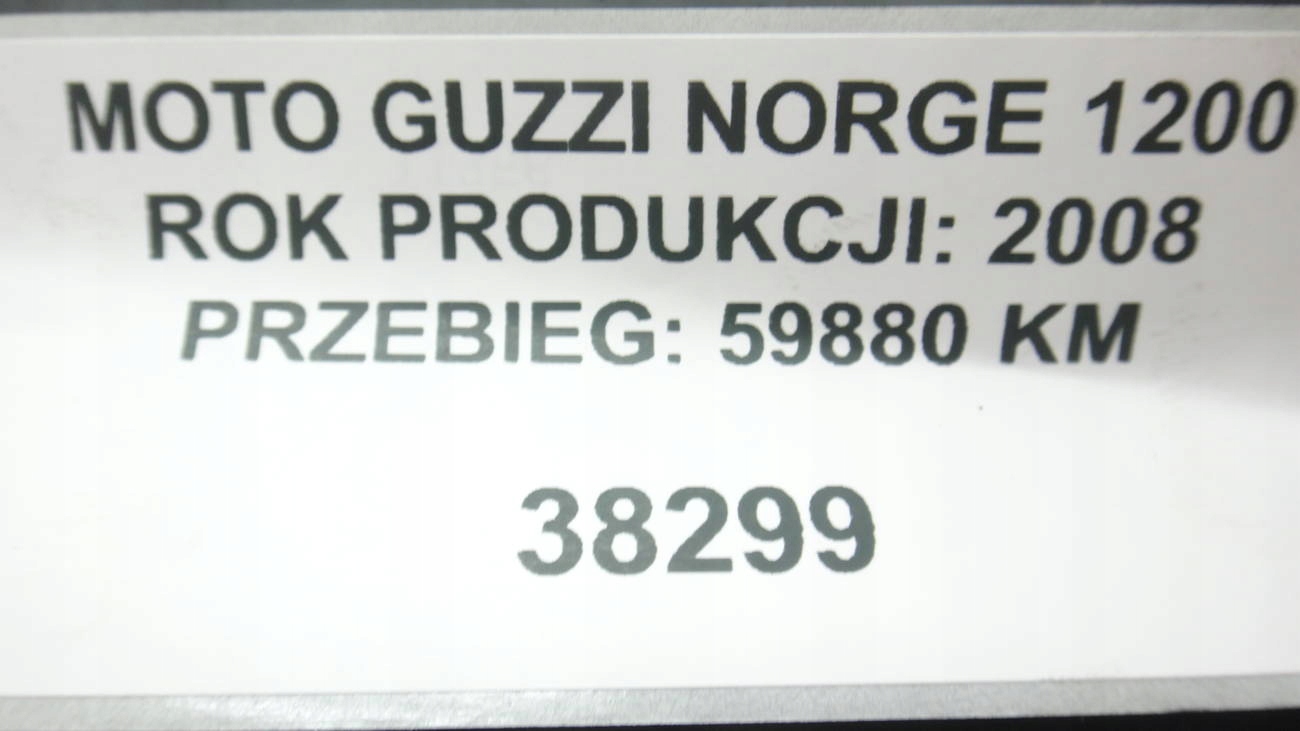 MOTO GUZZI NORGE 1200
ROK PRODUKCJI: 2008
PRZEBIEG: 59880 KM
38299